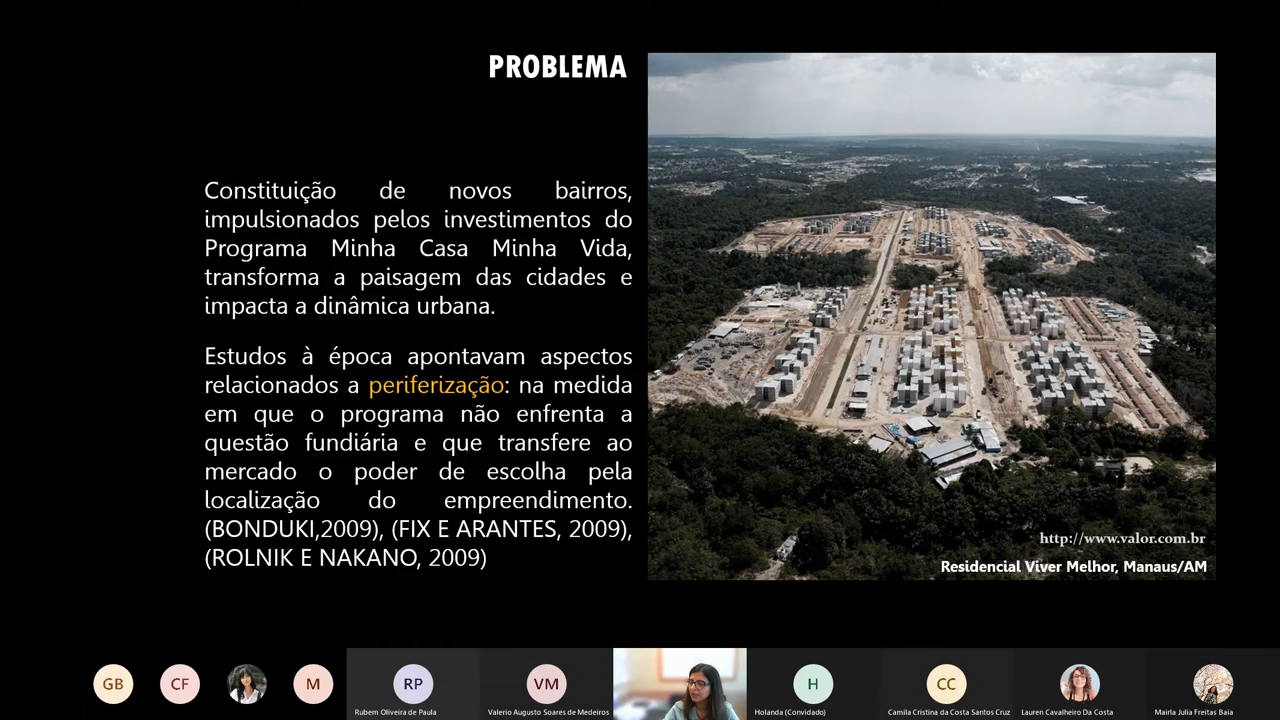 PROBLEMA
Constituição de novos bairros,
impulsionados pelos investimentos do
Programa Minha Casa Minha Vida,
transforma a paisagem das cidades e
impacta a dinâmica urbana.
Estudos à época apontavam aspectos
relacionados a periferização: na medida
em que o programa não enfrenta a
questão fundiária e que transfere ao
mercado o poder de escolha pela
localização do empreendimento.
(BONDUKI,2009), (FIX E ARANTES, 2009),
(ROLNIK E NAKANO, 2009)
http://www.valor.com.br
Residencial Viver Melhor, Manaus/AM
GB
CF
M
RP
Rubem Oliveira de Paula
VM
Valerio Augusto Soares de Medeiros
H
Holanda (Convidado)
CC
Camila Cristina da Costa Santos Cruz
Lauren Cavalheiro Da Costa
Mairla Julia Freitas Baia